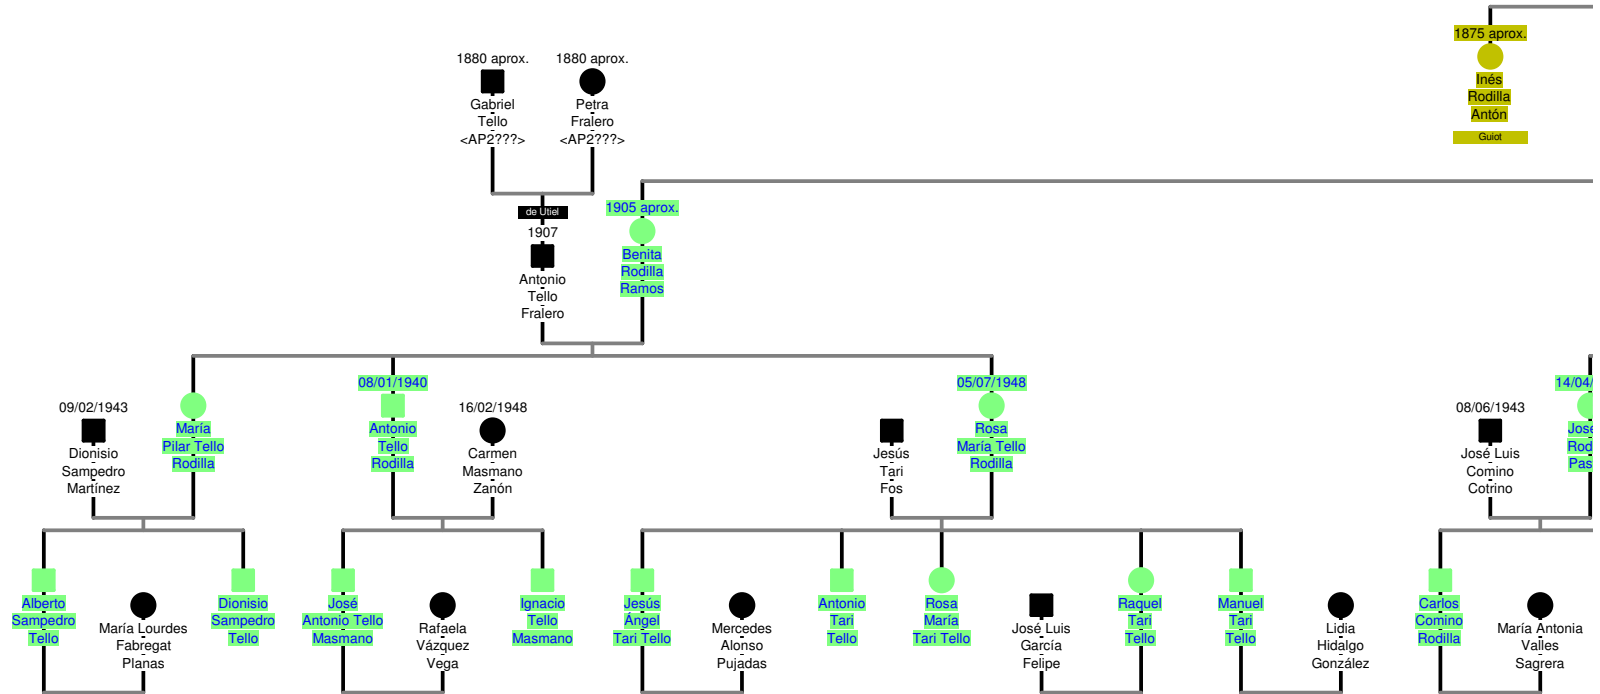 1875 aprox.
Inés
Rodilla
Antón
Guiot
1880 aprox.
Gabriel
Tello
<AP2???>
1880 aprox.
Petra
Fralero
<AP2???>
de Utiel
1907
Antonio
Tello
Fralero
1905 aprox.
Benita
Rodilla
Ramos
09/02/1943
Dionisio
Sampedro
Martínez
María
Pilar Tello
Rodilla
08/01/1940
Antonio
Tello
Rodilla
16/02/1948
Carmen
Masmano
Zanón
Jesús
Tari
Fos
05/07/1948
Rosa
María Tello
Rodilla
08/06/1943
José Luis
Comino
Cotrino
14/04/
José
Rod
Pas
Alberto
Sampedro
Tello
María Lourdes
Fabregat
Planas
Dionisio
Sampedro
Tello
José
Antonio Tello
Masmano
Rafaela
Vázquez
Vega
Ignacio
Tello
Masmano
Jesús
Ángel
Tari Tello
Mercedes
Alonso
Pujadas
Antonio
Tari
Tello
Rosa
María
Tari Tello
José Luis
García
Felipe
Raquel
Tari
Tello
Manuel
Tari
Tello
Lidia
Hidalgo
González
Carlos
Comino
Rodilla
María Antonia
Valles
Sagrera